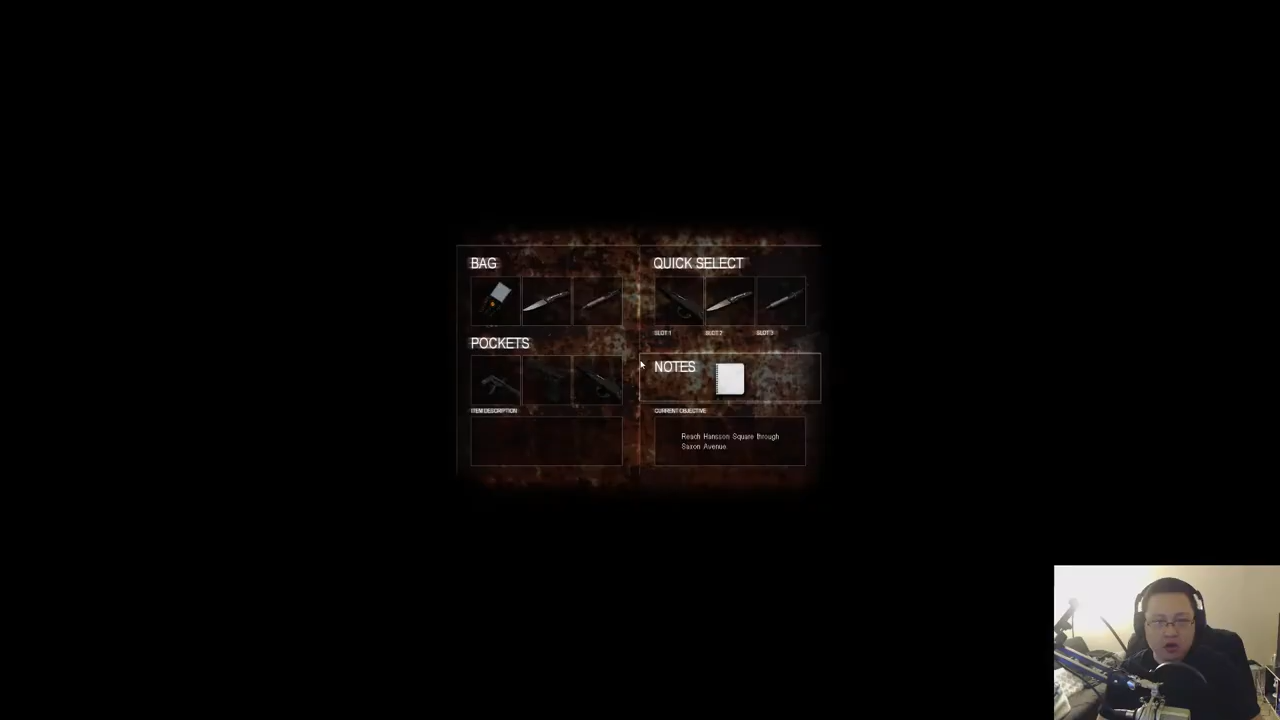 BAG
QUICK SELECT
SLOT 1
SLOT 2
SLOT 3
POCKETS
NOTES
ITEM DESCRIPTION
CURRENT OBJECTIVE
Reach Hansson Square through
Saxon Avenue.